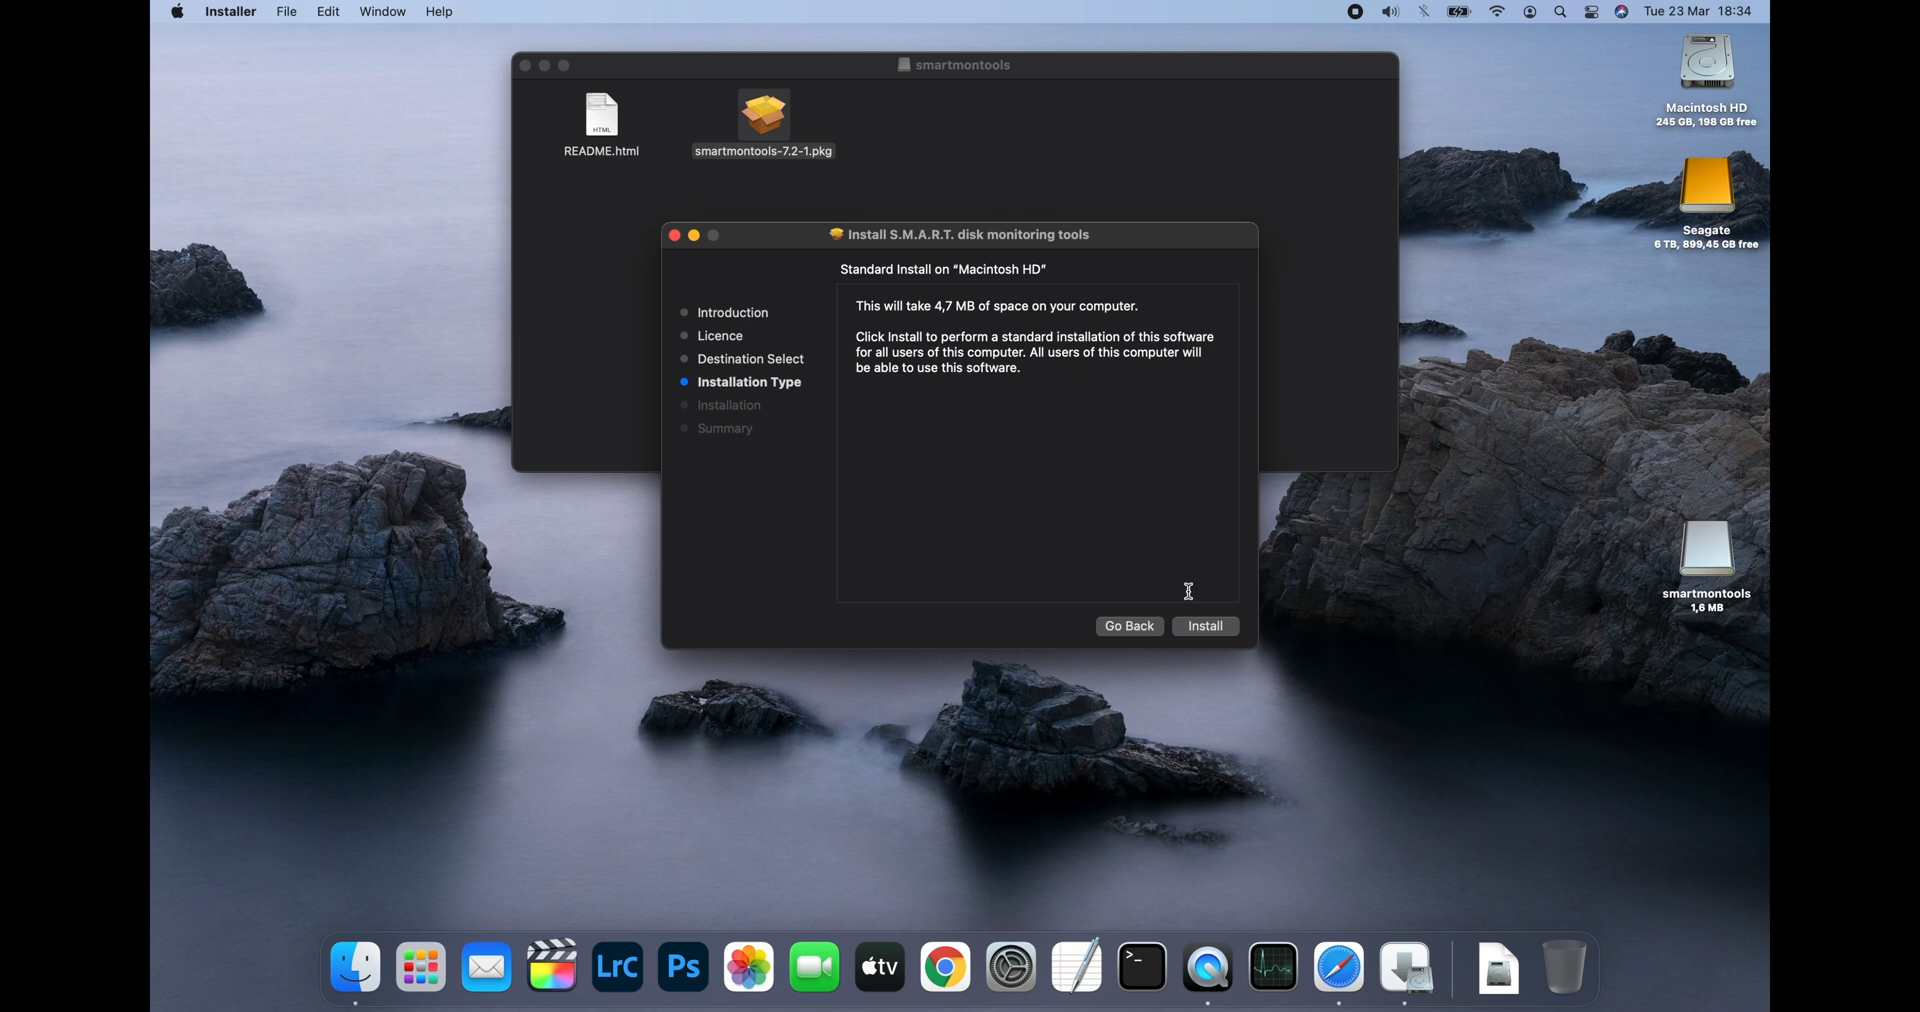 Installer File Edit Window Help
Tue 23 Mar 18:34
smartmontools
HTML
README.html
smartmontools-7.2-1.pkg
Macintosh HD
245 GB, 198 GB free
Seagate
6 TB, 899,45 GB free
smartmontools
1,6 MB
Install S.M.A.R.T. disk monitoring tools
Standard Install on “Macintosh HD”
Introduction
Licence
Destination Select
Installation Type
Installation
Summary
This will take 4,7 MB of space on your computer.
Click Install to perform a standard installation of this software
for all users of this computer. All users of this computer will
be able to use this software.
Go Back Install
LrC
Ps
tv
>_